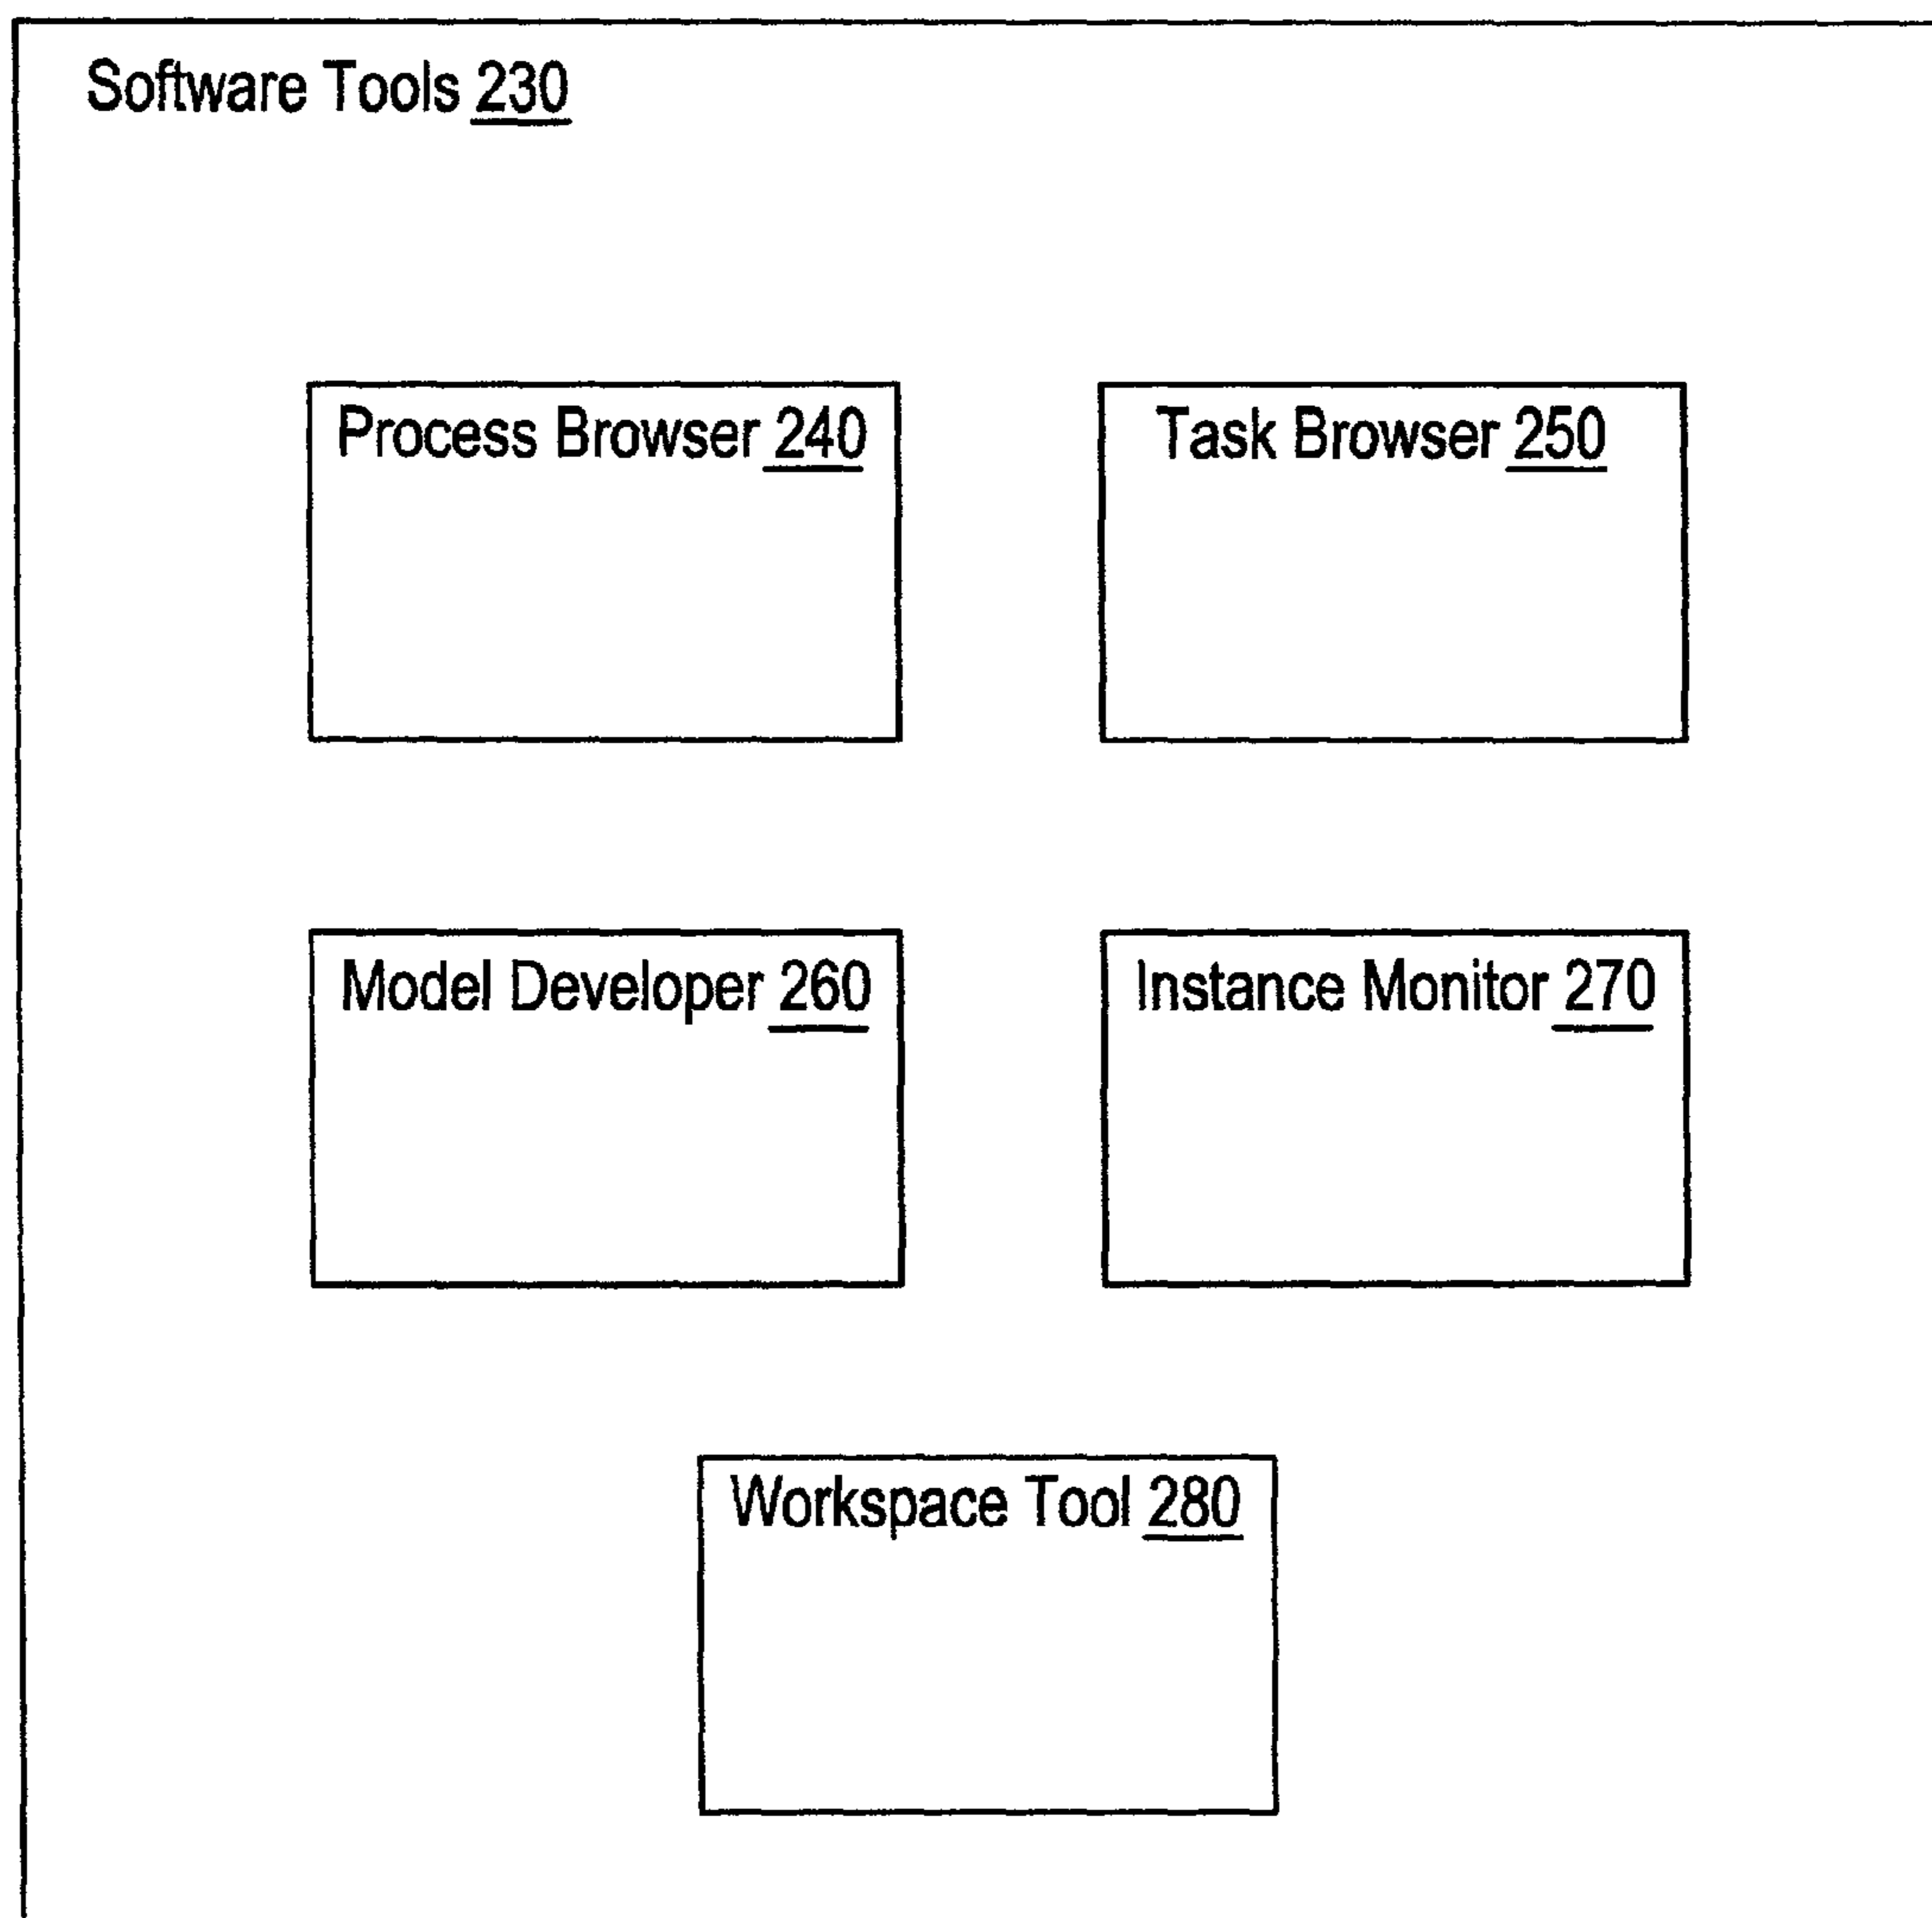 Software Tools 230
Process Browser 240
Task Browser 250
Model Developer 260
Instance Monitor 270
Workspace Tool 280